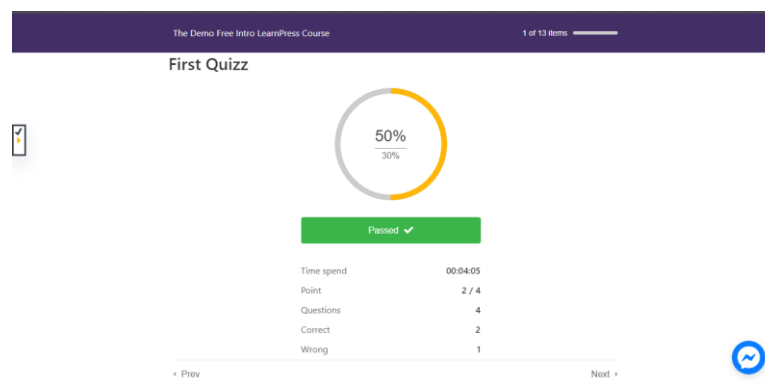 The Demo Free Intro LearnPress Course 1 of 13 items
First Quizz
50%
30%
Passed
Time spend 00:04:05
Point 2 / 4
Questions 4
Correct 2
Wrong 1
Prev Next